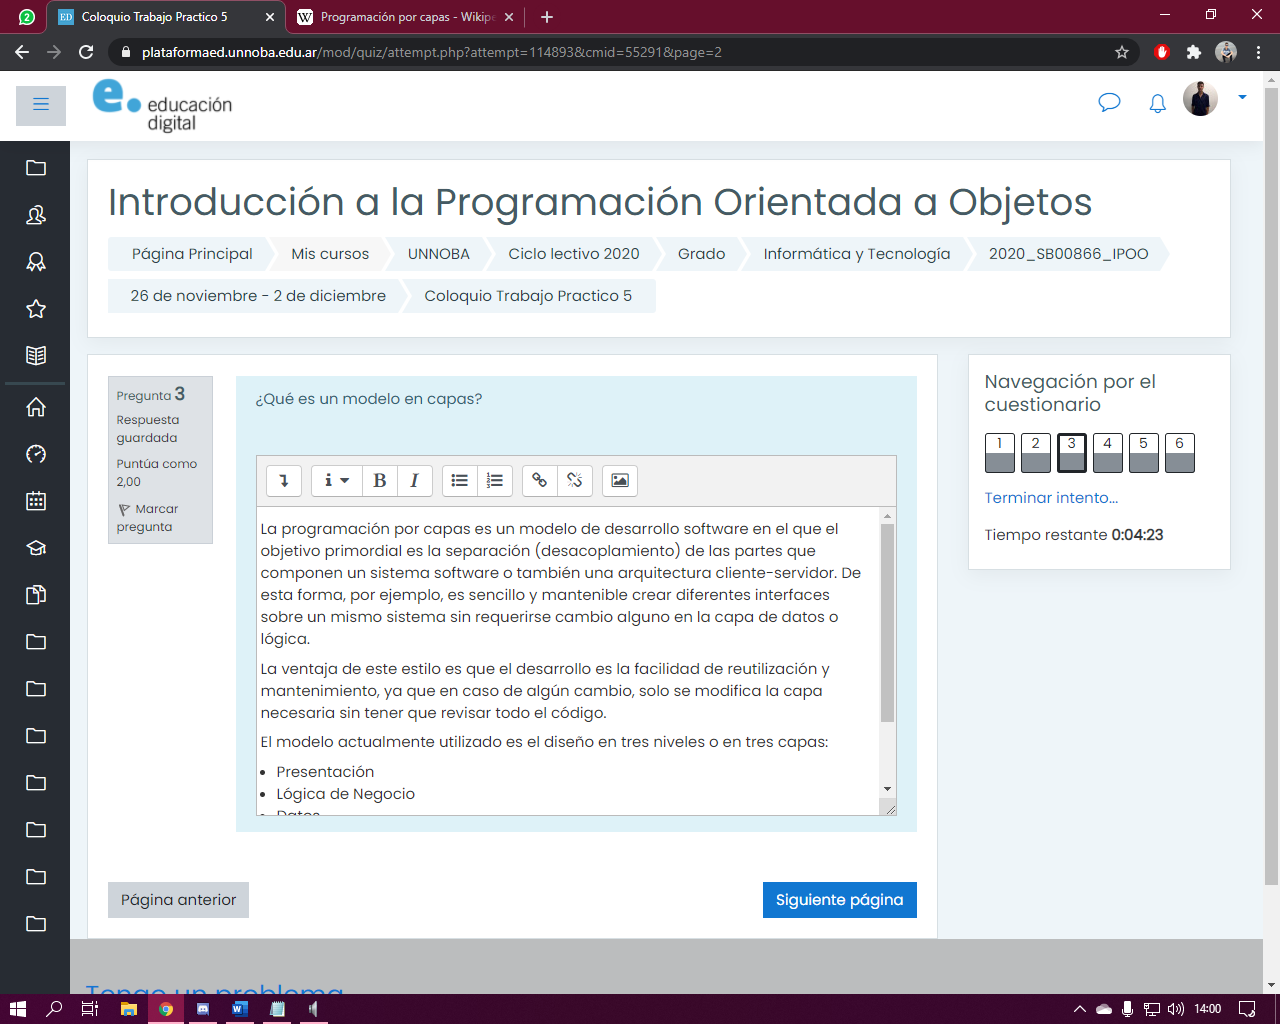 2
Coloquio Trabajo Practico 5
Programación por capas - Wikipe
plataformaed.unnoba.edu.ar/mod/quiz/attempt.php?attempt=114893&cmid=55291&page=2
e. educación
digital
Introducción a la Programación Orientada a Objetos
Página Principal
Mis cursos
UNNOBA
Ciclo lectivo 2020
Grado
Informática y Tecnología
2020_SB00866_IPOO
26 de noviembre - 2 de diciembre
Coloquio Trabajo Practico 5
Pregunta 3
Respuesta
guardada
Puntúa como
2,00
Marcar
pregunta
¿Qué es un modelo en capas?
La programación por capas es un modelo de desarrollo software en el que el
objetivo primordial es la separación (desacoplamiento) de las partes que
componen un sistema software o también una arquitectura cliente-servidor. De
esta forma, por ejemplo, es sencillo y mantenible crear diferentes interfaces
sobre un mismo sistema sin requerirse cambio alguno en la capa de datos o
lógica.
La ventaja de este estilo es que el desarrollo es la facilidad de reutilización y
mantenimiento, ya que en caso de algún cambio, solo se modifica la capa
necesaria sin tener que revisar todo el código.
El modelo actualmente utilizado es el diseño en tres niveles o en tres capas:
Presentación
Lógica de Negocio
Datos
Página anterior
Siguiente página
Navegación por el
cuestionario
1 2 3 4 5 6
Terminar intento...
Tiempo restante 0:04:23
Tengo un problema
14:00